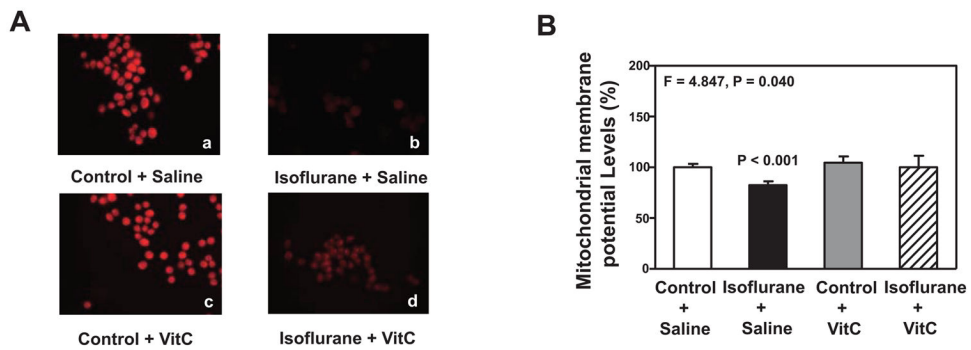 A
a
b
Control + Saline
Isoflurane + Saline
c
d
Control + VitC
Isoflurane + VitC
B
Mitochondrial membrane
potential Levels (%)
200
150
100
50
0
F = 4.847, P = 0.040
P < 0.001
Control Isoflurane Control Isoflurane
+ + + +
Saline Saline VitC VitC